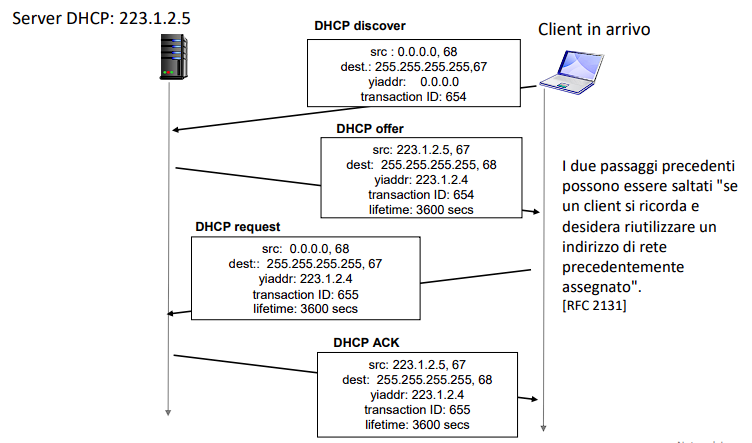 Server DHCP: 223.1.2.5
DHCP discover
Client in arrivo
src : 0.0.0.0, 68
dest.: 255.255.255.255,67
yiaddr: 0.0.0.0
transaction ID: 654
DHCP offer
src: 223.1.2.5, 67
dest: 255.255.255.255, 68
yiaddr: 223.1.2.4
transaction ID: 654
lifetime: 3600 secs
I due passaggi precedenti
possono essere saltati "se
un client si ricorda e
desidera riutilizzare un
indirizzo di rete
precedentemente
assegnato".
[RFC 2131]
DHCP request
src: 0.0.0.0, 68
dest:: 255.255.255.255, 67
yiaddr: 223.1.2.4
transaction ID: 655
lifetime: 3600 secs
DHCP ACK
src: 223.1.2.5, 67
dest: 255.255.255.255, 68
yiaddr: 223.1.2.4
transaction ID: 655
lifetime: 3600 secs